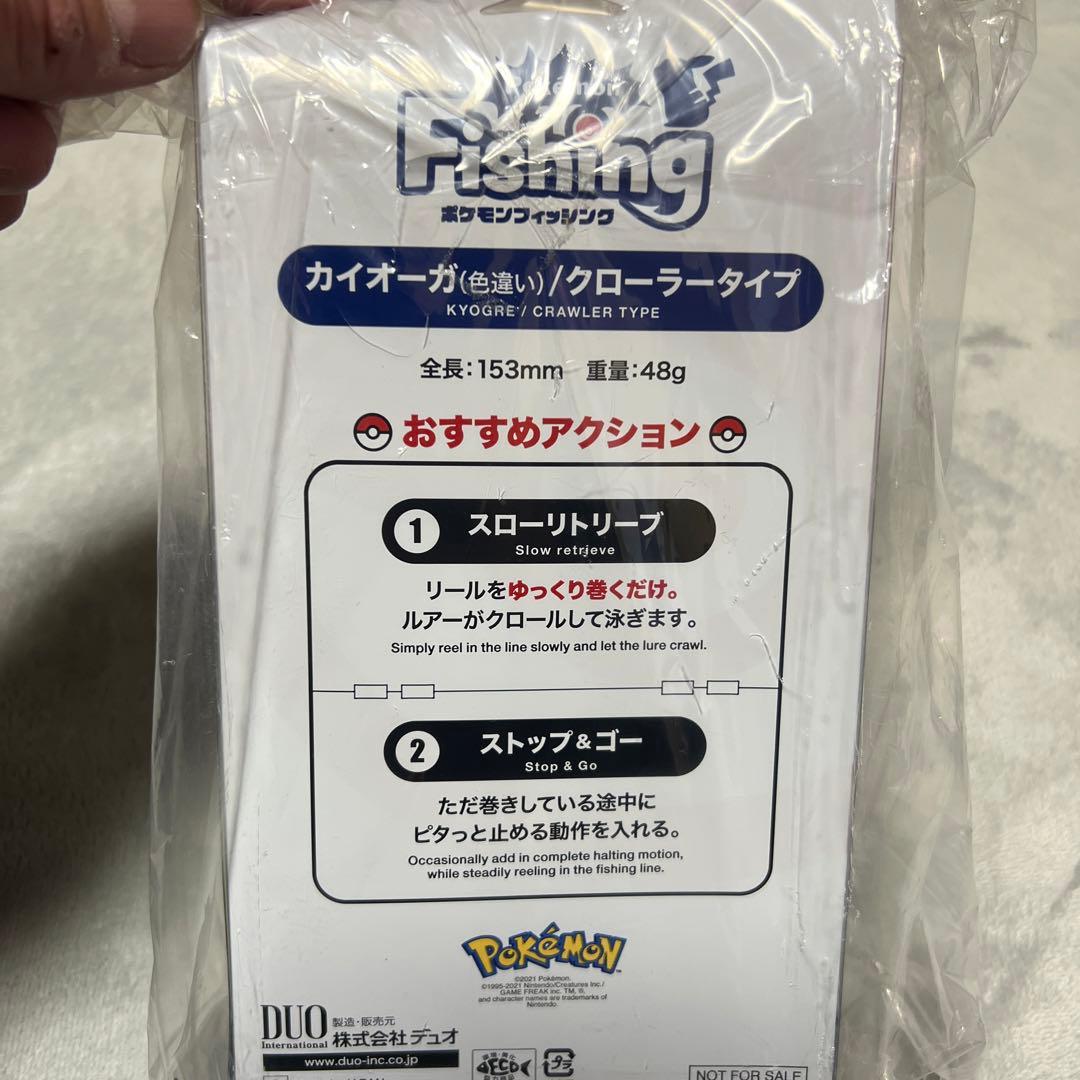 Pokémon
Fishing
ポケモンフィッシング
カイオーガ(色違い)/クローラータイプ
KYOGRE / CRAWLER TYPE
全長:153mm 重量:48g
おすすめアクション
1 スローリトリーブ
Slow retrieve
リールをゆっくり巻くだけ。
ルアーがクロールして泳ぎます。
Simply reel in the line slowly and let the lure crawl.
2 ストップ&ゴー
Stop & Go
ただ巻きしている途中に
ピタっと止める動作を入れる。
Occasionally add in complete halting motion,
while steadily reeling in the fishing line.
POKéMON
©2021 Pokémon.
©1995-2021 Nintendo/Creatures Inc./
GAME FREAK inc. TM, ®,
and character names are trademarks of
Nintendo.
DUO
International
製造・販売元
株式会社デュオ
www.duo-inc.co.jp
ECO
プラ
NOT FOR SALE